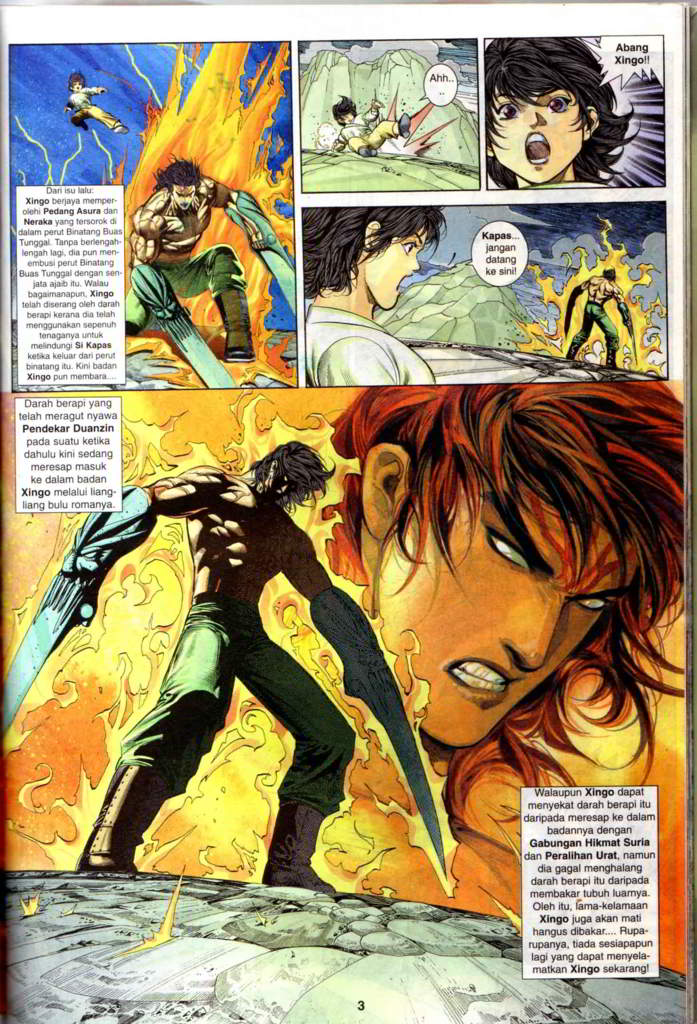 Dari isu lalu:
Xingo berjaya memper-
olehi Pedang Asura dan
Neraka yang tersorok di
dalam perut Binatang Buas
Tunggal. Tanpa berlengah-
lengah lagi, dia pun men-
embusi perut Binatang
Buas Tunggal dengan sen-
jata ajaib itu. Walau
bagaimanapun, Xingo
telah diserang oleh darah
berapi kerana dia telah
menggunakan sepenuh
tenaganya untuk
melindungi Si Kapas
ketika keluar dari perut
binatang itu. Kini badan
Xingo pun membara....
Ahh..
Abang
Xingo!!
Kapas...
jangan
datang
ke sini!
Darah berapi yang
telah meragut nyawa
Pendekar Duanzin
pada suatu ketika
dahulu kini sedang
meresap masuk
ke dalam badan
Xingo melalui liang-
liang bulu romanya.
Walaupun Xingo dapat
menyekat darah berapi itu
daripada meresap ke dalam
badannya dengan
Gabungan Hikmat Suria
dan Peralihan Urat, namun
dia gagal menghalang
darah berapi itu daripada
membakar tubuh luarnya.
Oleh itu, lama-kelamaan
Xingo juga akan mati
hangus dibakar.... Rupa-
rupanya, tiada sesiapapun
lagi yang dapat menyela-
matkan Xingo sekarang!
3